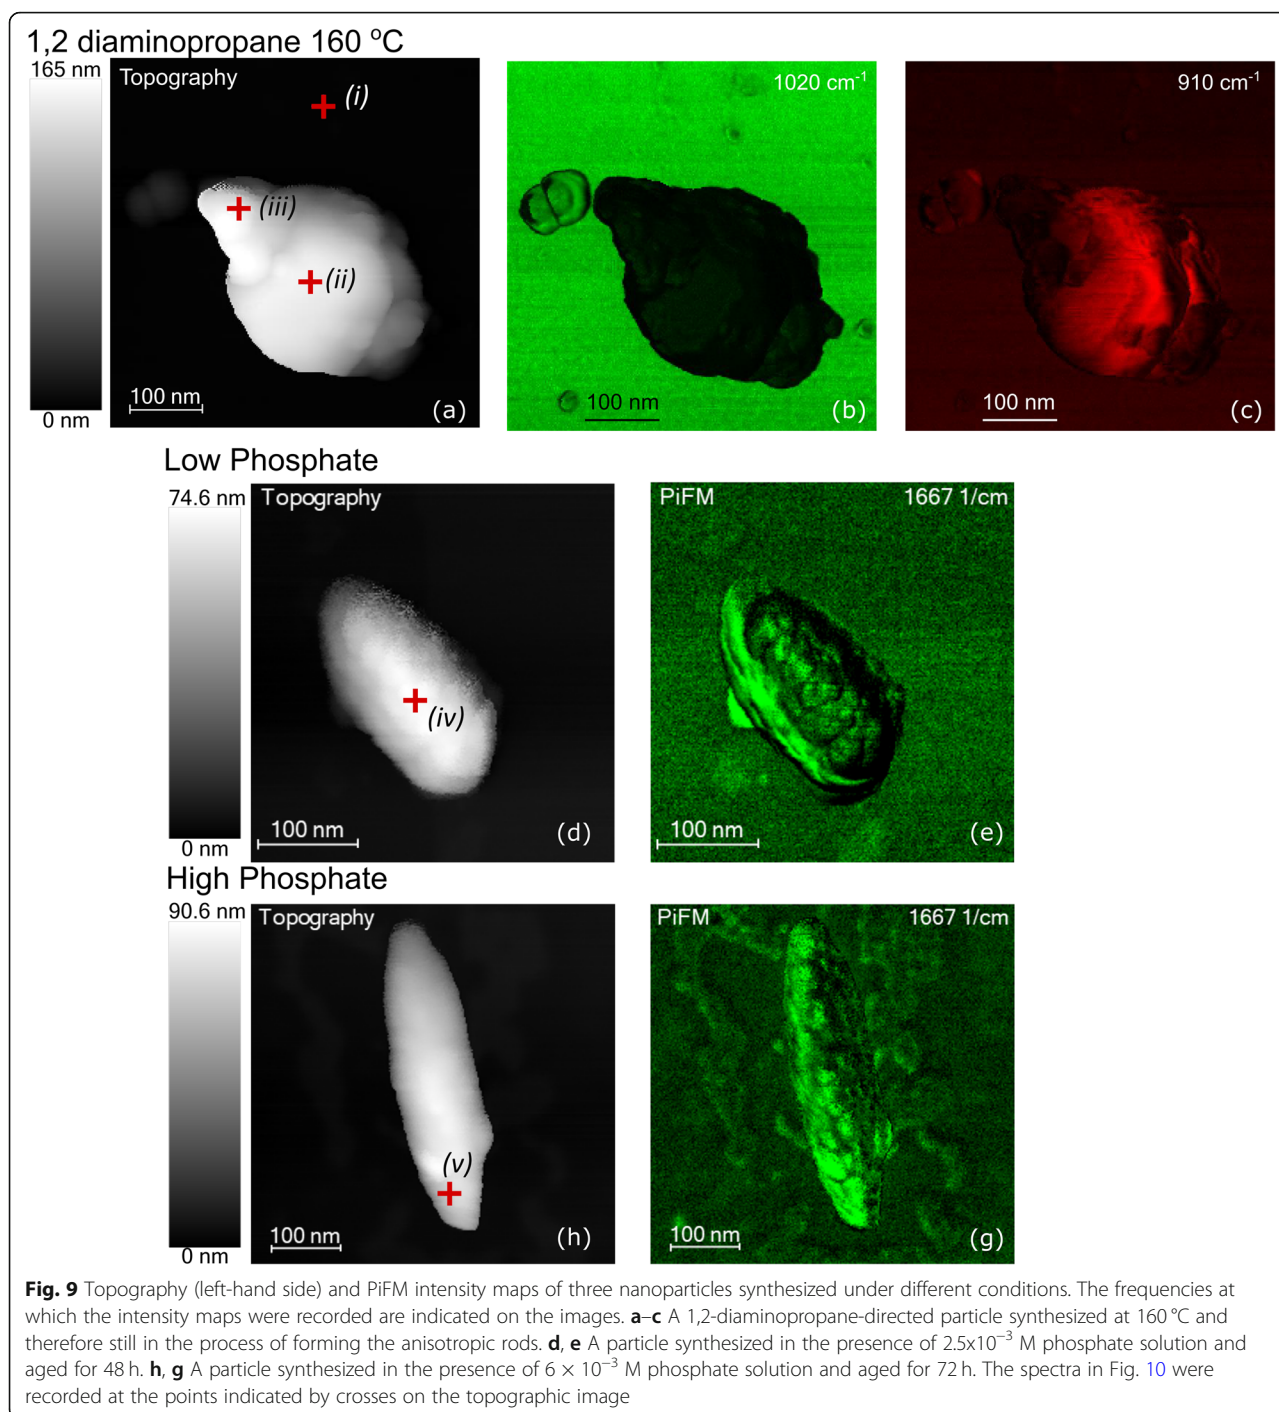 1,2 diaminopropane 160 °C
165 nm
Topography
(i)
(iii)
(ii)
100 nm
(a)
0 nm
1020 cm⁻¹
100 nm
(b)
910 cm⁻¹
100 nm
(c)
Low Phosphate
74.6 nm
Topography
(iv)
100 nm
(d)
0 nm
PiFM 1667 1/cm
100 nm
(e)
High Phosphate
90.6 nm
Topography
(v)
100 nm
(h)
0 nm
PiFM 1667 1/cm
100 nm
(g)
Fig. 9 Topography (left-hand side) and PiFM intensity maps of three nanoparticles synthesized under different conditions. The frequencies at
which the intensity maps were recorded are indicated on the images. a–c A 1,2-diaminopropane-directed particle synthesized at 160 °C and
therefore still in the process of forming the anisotropic rods. d, e A particle synthesized in the presence of 2.5x10⁻³ M phosphate solution and
aged for 48 h. h, g A particle synthesized in the presence of 6 × 10⁻³ M phosphate solution and aged for 72 h. The spectra in Fig. 10 were
recorded at the points indicated by crosses on the topographic image